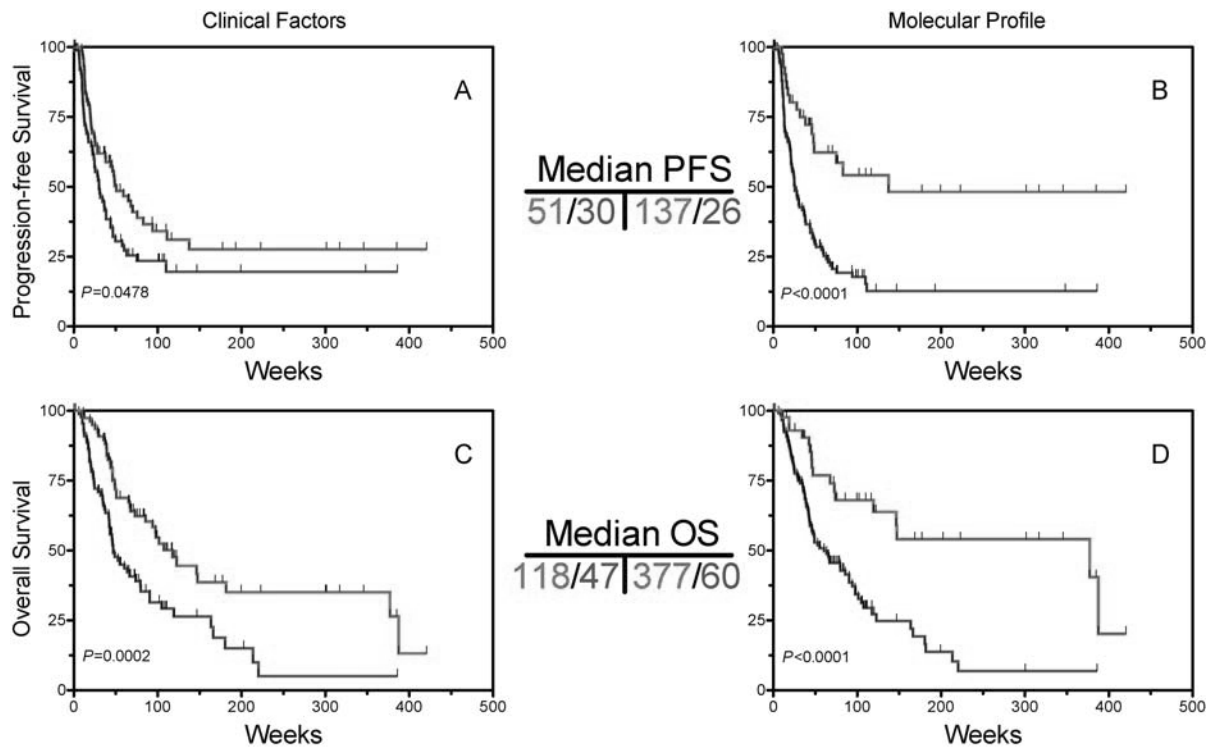 Clinical Factors
Molecular Profile
Progression-free Survival
100
75
50
25
0
A
P=0.0478
0 100 200 300 400 500
Weeks
Median PFS
51/30 137/26
100
75
50
25
0
B
P<0.0001
0 100 200 300 400 500
Weeks
Overall Survival
100
75
50
25
0
C
P=0.0002
0 100 200 300 400 500
Weeks
Median OS
118/47 377/60
100
75
50
25
0
D
P<0.0001
0 100 200 300 400 500
Weeks